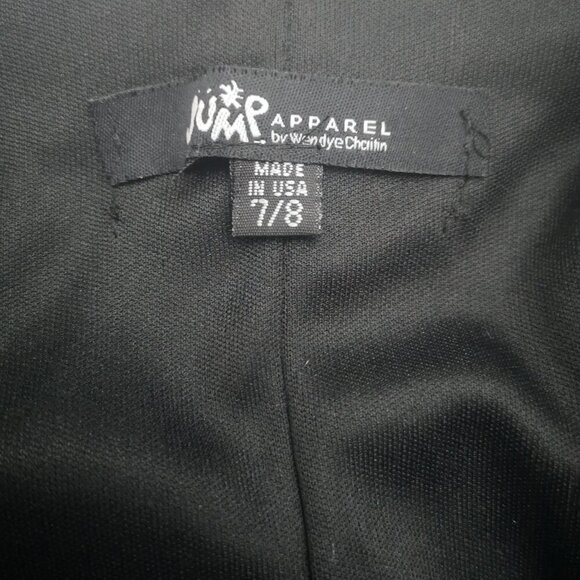 JUMP APPAREL
by Wendye Chaitin
MADE
IN USA
7/8